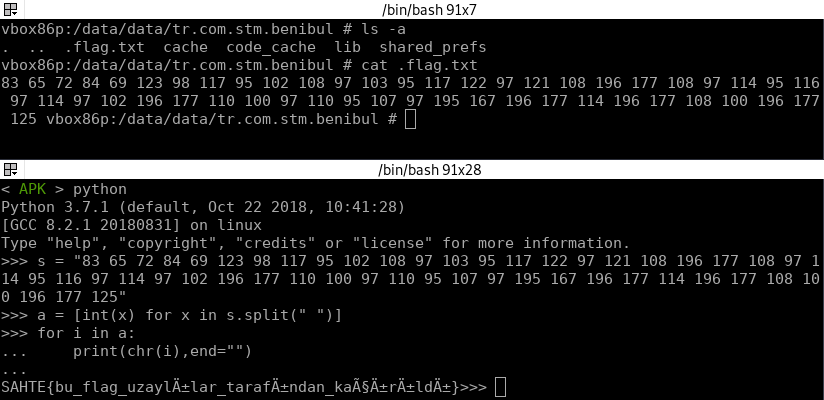 /bin/bash 91x7
vbox86p:/data/data/tr.com.stm.benibul # ls -a
.  ..  .flag.txt  cache  code_cache  lib  shared_prefs
vbox86p:/data/data/tr.com.stm.benibul # cat .flag.txt
83 65 72 84 69 123 98 117 95 102 108 97 103 95 117 122 97 121 108 196 177 108 97 114 95 116
 97 114 97 102 196 177 110 100 97 110 95 107 97 195 167 196 177 114 196 177 108 100 196 177
 125 vbox86p:/data/data/tr.com.stm.benibul #
/bin/bash 91x28
< APK > python
Python 3.7.1 (default, Oct 22 2018, 10:41:28)
[GCC 8.2.1 20180831] on linux
Type "help", "copyright", "credits" or "license" for more information.
>>> s = "83 65 72 84 69 123 98 117 95 102 108 97 103 95 117 122 97 121 108 196 177 108 97 1
14 95 116 97 114 97 102 196 177 110 100 97 110 95 107 97 195 167 196 177 114 196 177 108 10
0 196 177 125"
>>> a = [int(x) for x in s.split(" ")]
>>> for i in a:
...     print(chr(i),end="")
...
SAHTE{bu_flag_uzaylÄ±lar_tarafÄ±ndan_kaÃ§Ä±rÄ±ldÄ±}>>>